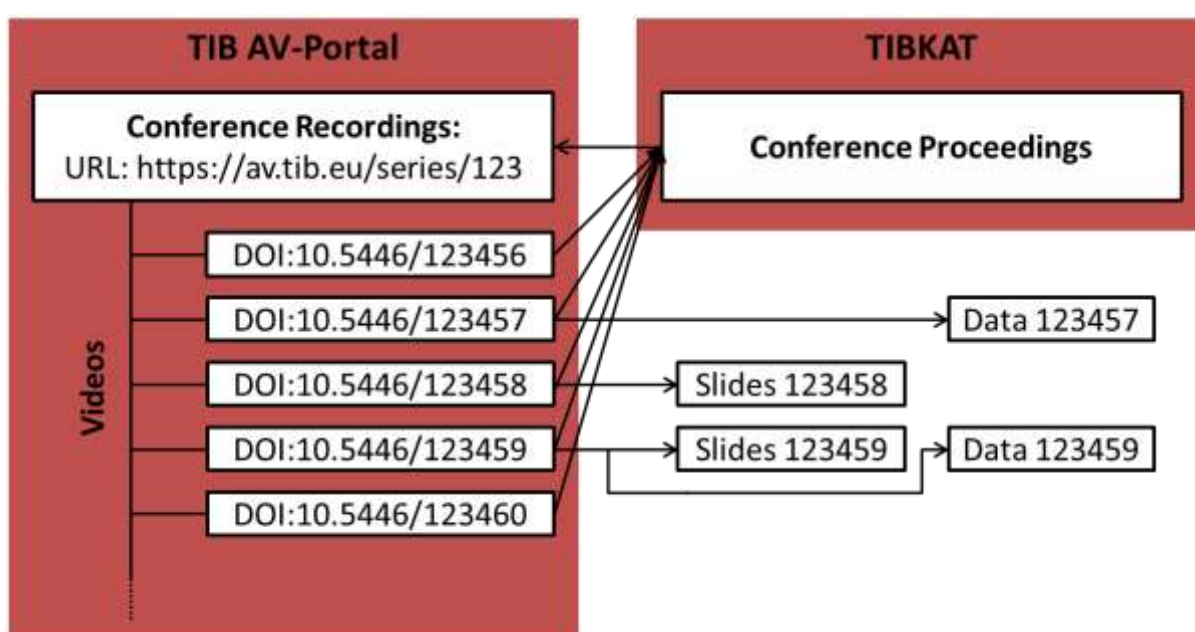 TIB AV-Portal
TIBKAT
Conference Recordings:
URL: https://av.tib.eu/series/123
Conference Proceedings
Videos
DOI:10.5446/123456
DOI:10.5446/123457
Data 123457
DOI:10.5446/123458
Slides 123458
DOI:10.5446/123459
Slides 123459
Data 123459
DOI:10.5446/123460